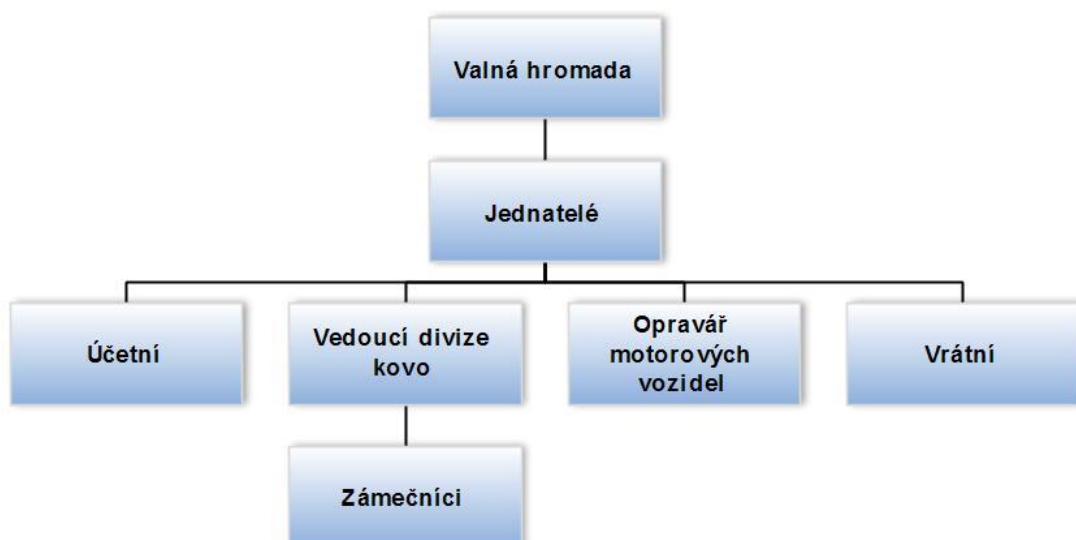 Valná hromada
Jednatelé
Účetní
Vedoucí divize
kovo
Opravář
motorových
vozidel
Vrátní
Zámečníci